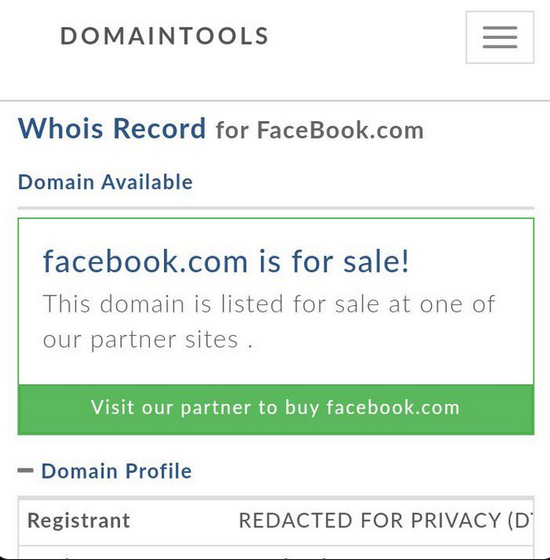 DOMAINTOOLS
Whois Record for FaceBook.com
Domain Available
facebook.com is for sale!
This domain is listed for sale at one of
our partner sites .
Visit our partner to buy facebook.com
Domain Profile
Registrant REDACTED FOR PRIVACY (DT